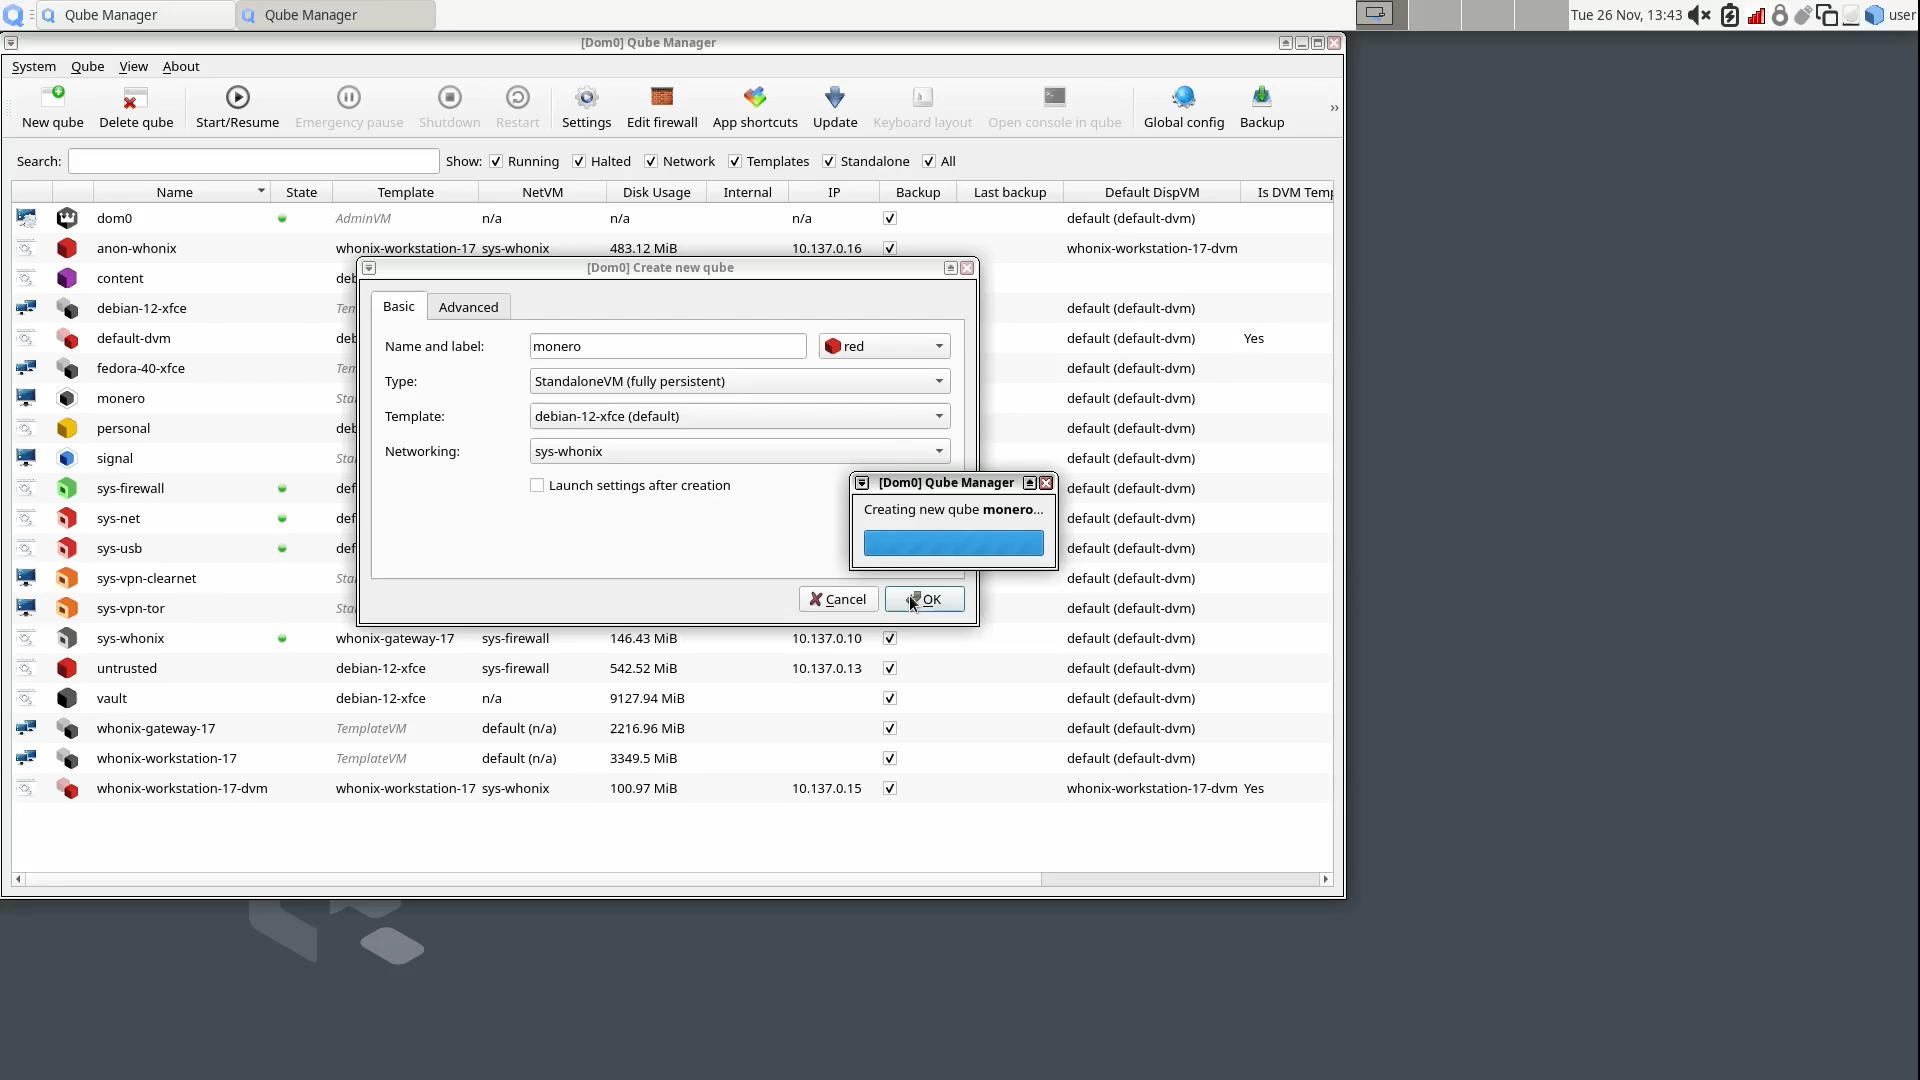 Qube Manager
Qube Manager
Tue 26 Nov, 13:43
user
[Dom0] Qube Manager
System Qube View About
New qube Delete qube Start/Resume Emergency pause Shutdown Restart Settings Edit firewall App shortcuts Update Keyboard layout Open console in qube Global config Backup »
Search: Show: Running Halted Network Templates Standalone All
Name State Template NetVM Disk Usage Internal IP Backup Last backup Default DispVM Is DVM Temp
dom0 AdminVM n/a n/a n/a default (default-dvm)
anon-whonix whonix-workstation-17 sys-whonix 483.12 MiB 10.137.0.16 whonix-workstation-17-dvm
content deb
debian-12-xfce Tem default (default-dvm)
default-dvm deb default (default-dvm) Yes
fedora-40-xfce Tem default (default-dvm)
monero Sta default (default-dvm)
personal deb default (default-dvm)
signal Sta default (default-dvm)
sys-firewall def default (default-dvm)
sys-net def default (default-dvm)
sys-usb def default (default-dvm)
sys-vpn-clearnet Sta default (default-dvm)
sys-vpn-tor Sta default (default-dvm)
sys-whonix whonix-gateway-17 sys-firewall 146.43 MiB 10.137.0.10 default (default-dvm)
untrusted debian-12-xfce sys-firewall 542.52 MiB 10.137.0.13 default (default-dvm)
vault debian-12-xfce n/a 9127.94 MiB default (default-dvm)
whonix-gateway-17 TemplateVM default (n/a) 2216.96 MiB default (default-dvm)
whonix-workstation-17 TemplateVM default (n/a) 3349.5 MiB default (default-dvm)
whonix-workstation-17-dvm whonix-workstation-17 sys-whonix 100.97 MiB 10.137.0.15 whonix-workstation-17-dvm Yes
[Dom0] Create new qube
Basic Advanced
Name and label: monero red
Type: StandaloneVM (fully persistent)
Template: debian-12-xfce (default)
Networking: sys-whonix
Launch settings after creation
Cancel OK
[Dom0] Qube Manager
Creating new qube monero...